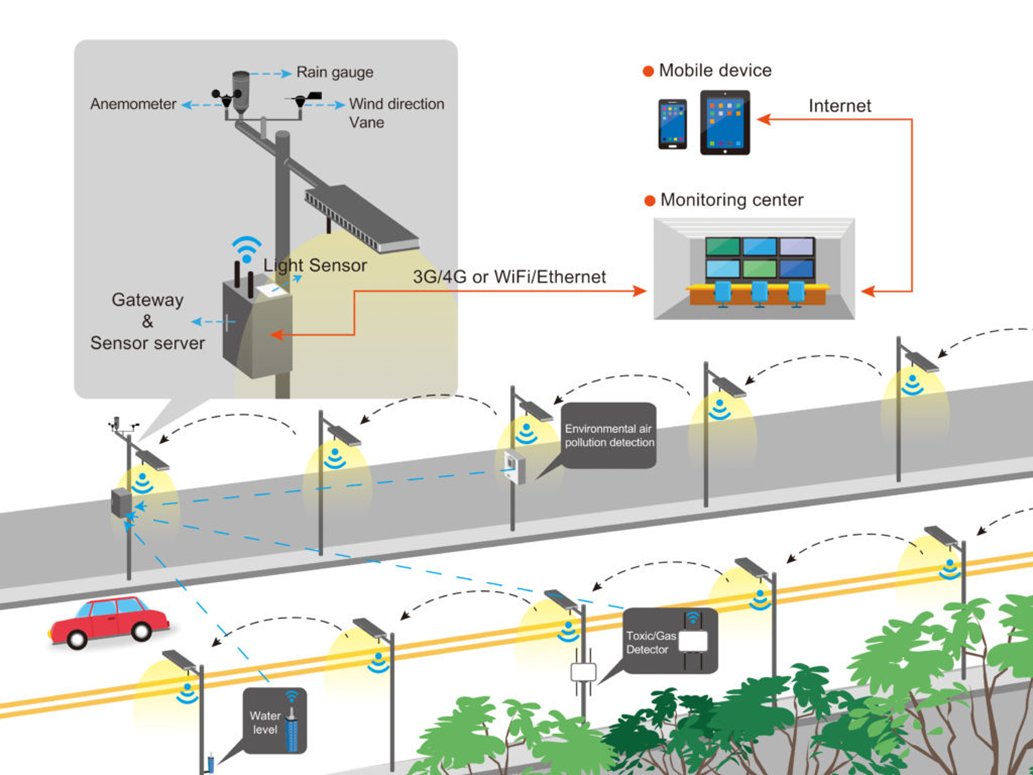 Rain gauge
Anemometer
Wind direction
Vane
Light Sensor
Gateway
&
Sensor server
3G/4G or WiFi/Ethernet
Mobile device
Internet
Monitoring center
Environmental air
pollution detection
Toxic/Gas
Detector
Water
level